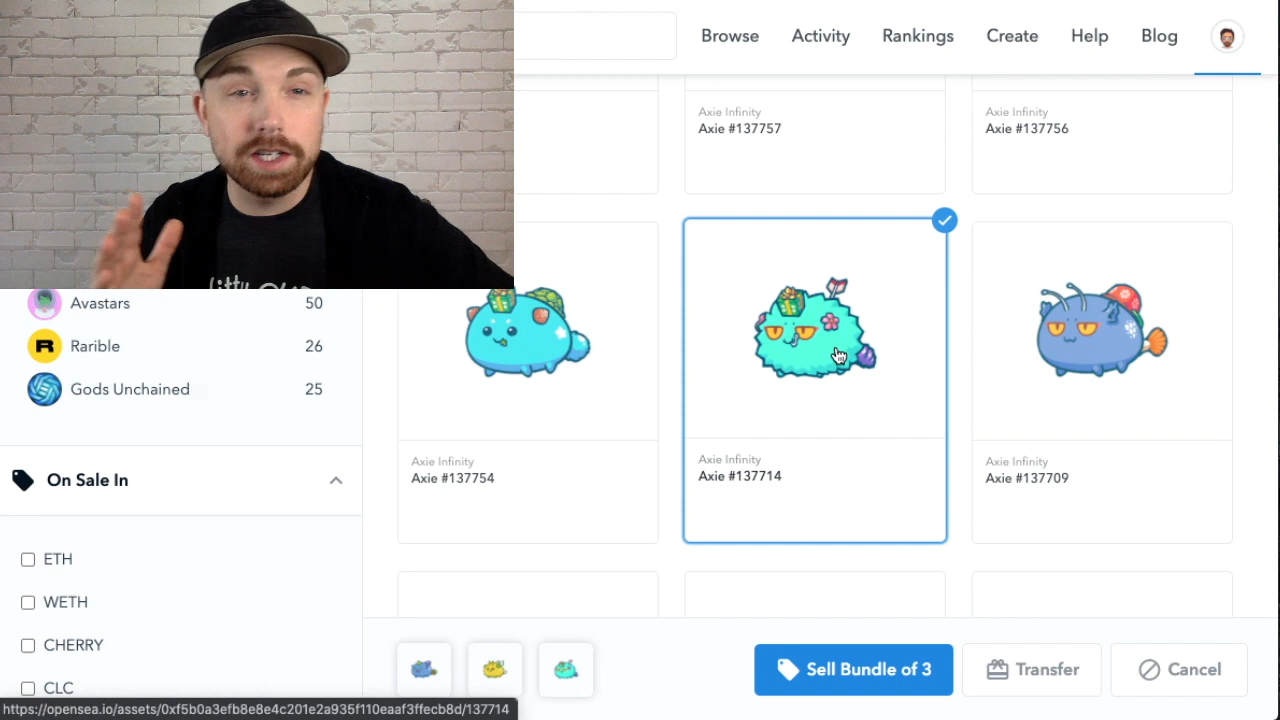 Browse
Activity
Rankings
Create
Help
Blog
Axie Infinity
Axie #137757
Axie Infinity
Axie #137756
Avastars 50
Rarible 26
Gods Unchained 25
On Sale In
ETH
WETH
CHERRY
CLC
Axie Infinity
Axie #137754
Axie Infinity
Axie #137714
Axie Infinity
Axie #137709
Sell Bundle of 3
Transfer
Cancel
https://opensea.io/assets/0xf5b0a3efb8e8e4c201e2a935f110eaaf3ffecb8d/137714